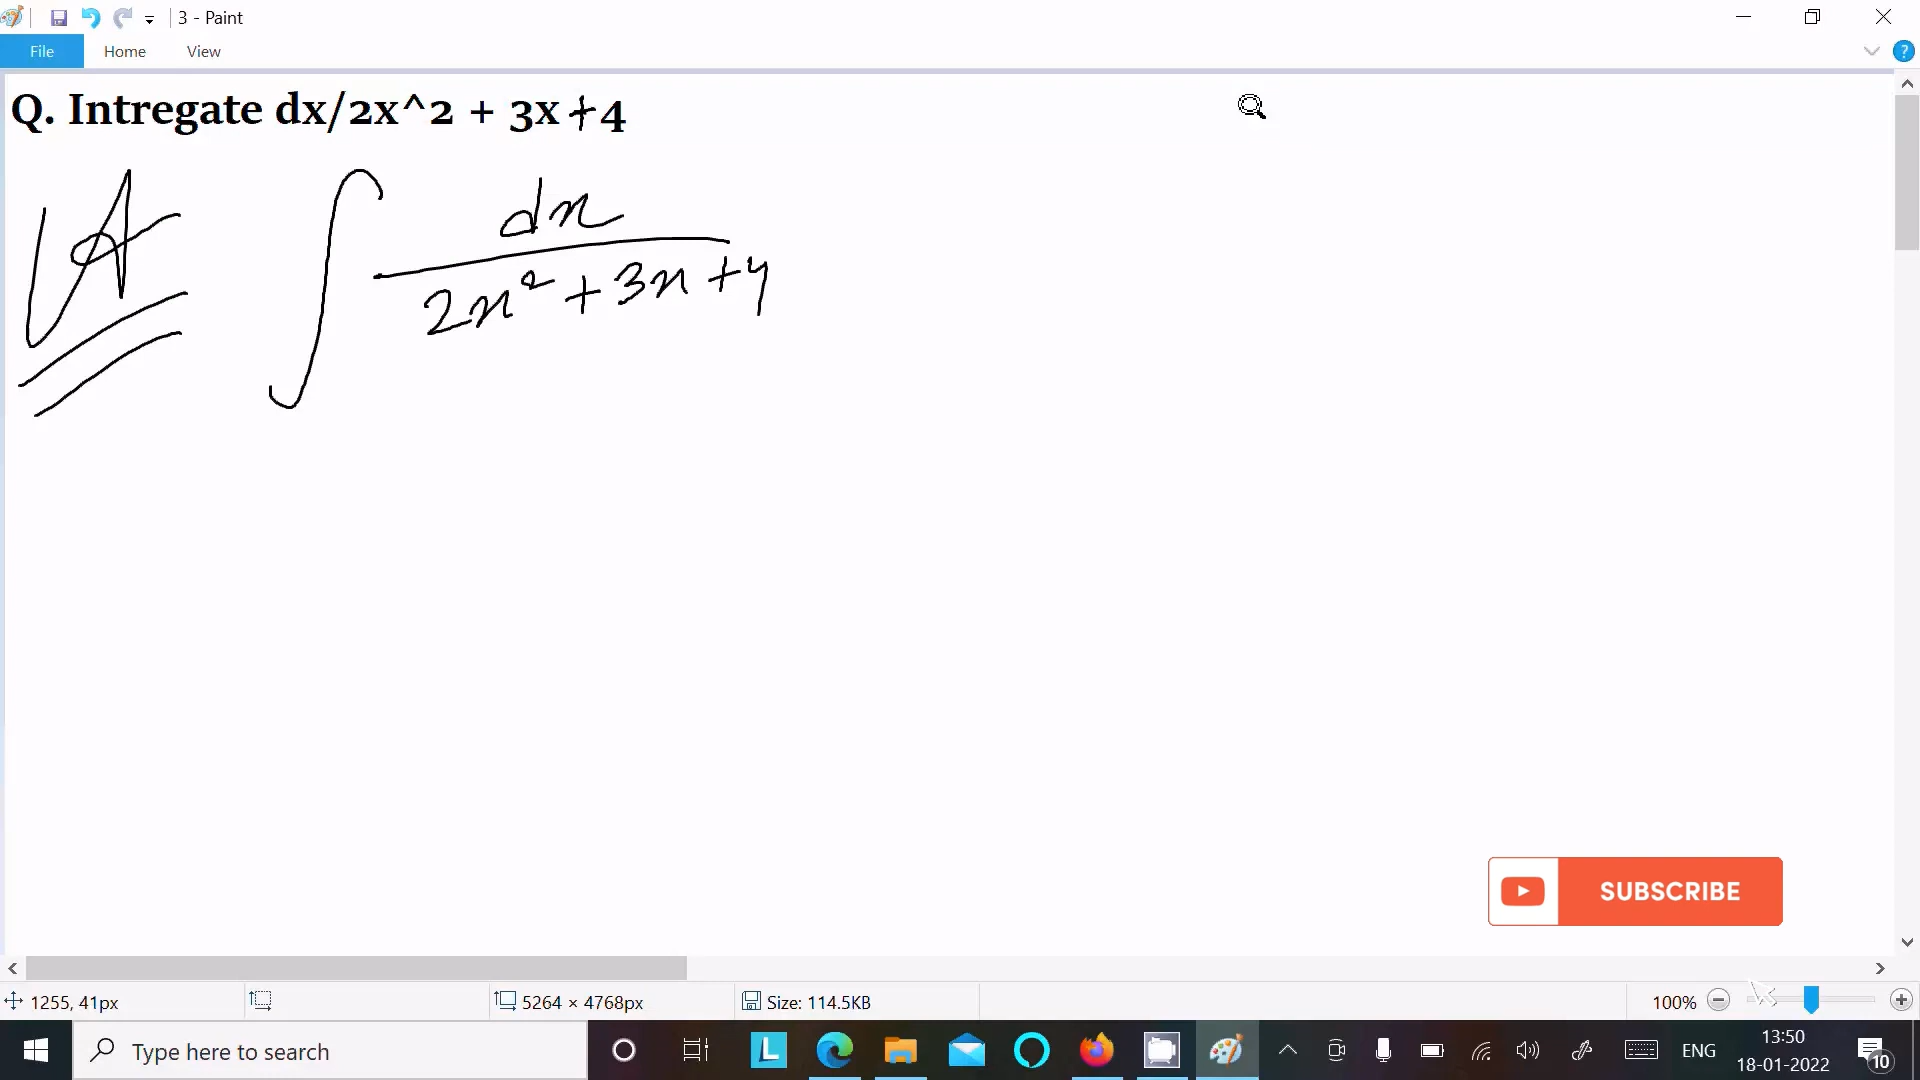 3 - Paint
File Home View
Q. Intregate dx/2x^2 + 3x+4
∫ dx
2x² + 3x + 4
SUBSCRIBE
1255, 41px 5264 × 4768px Size: 114.5KB 100%
Type here to search
L
ENG
13:50
18-01-2022
10